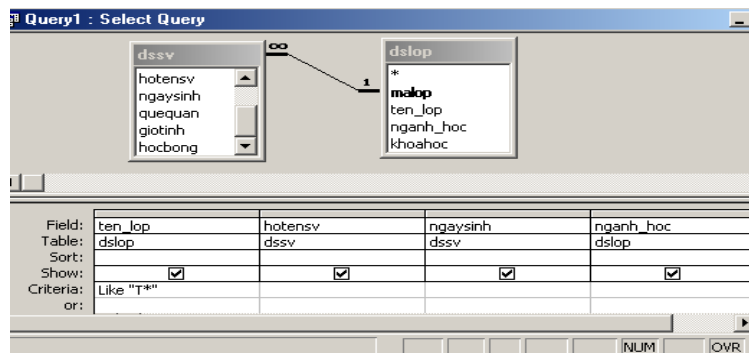 Query1 : Select Query
dssv
hotensv
ngaysinh
quequan
giotinh
hocbong
∞
1
dslop
*
malop
ten_lop
nganh_hoc
khoahoc
Field: ten_lop hotensv ngaysinh nganh_hoc
Table: dslop dssv dssv dslop
Sort:
Show:
Criteria: Like "T*"
or:
NUM OVR